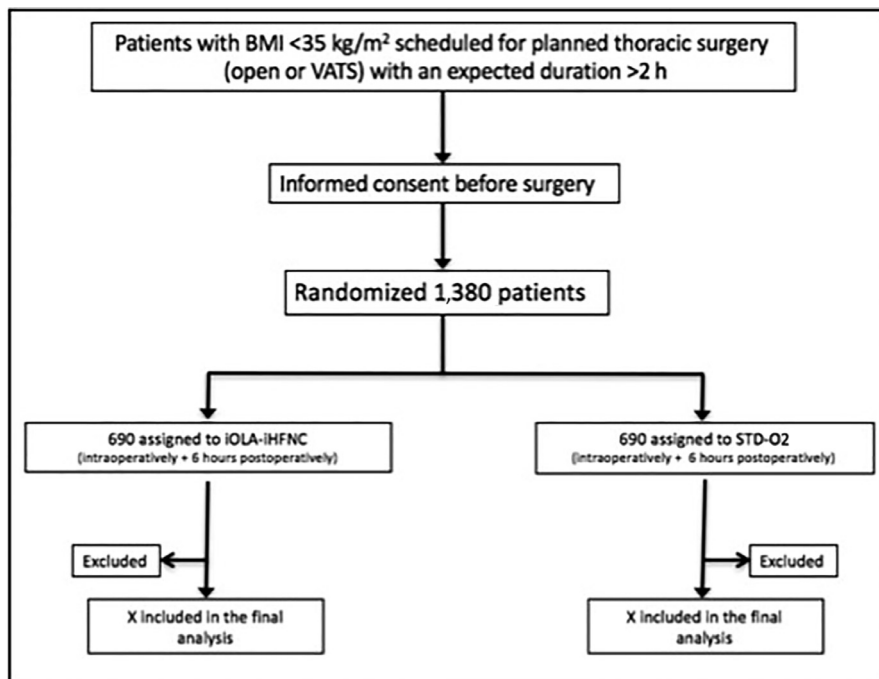 Patients with BMI <35 kg/m² scheduled for planned thoracic surgery
(open or VATS) with an expected duration >2 h
Informed consent before surgery
Randomized 1,380 patients
690 assigned to iOLA-iHFNC
(intraoperatively + 6 hours postoperatively)
690 assigned to STD-O2
(intraoperatively + 6 hours postoperatively)
Excluded
Excluded
X included in the final
analysis
X included in the final
analysis